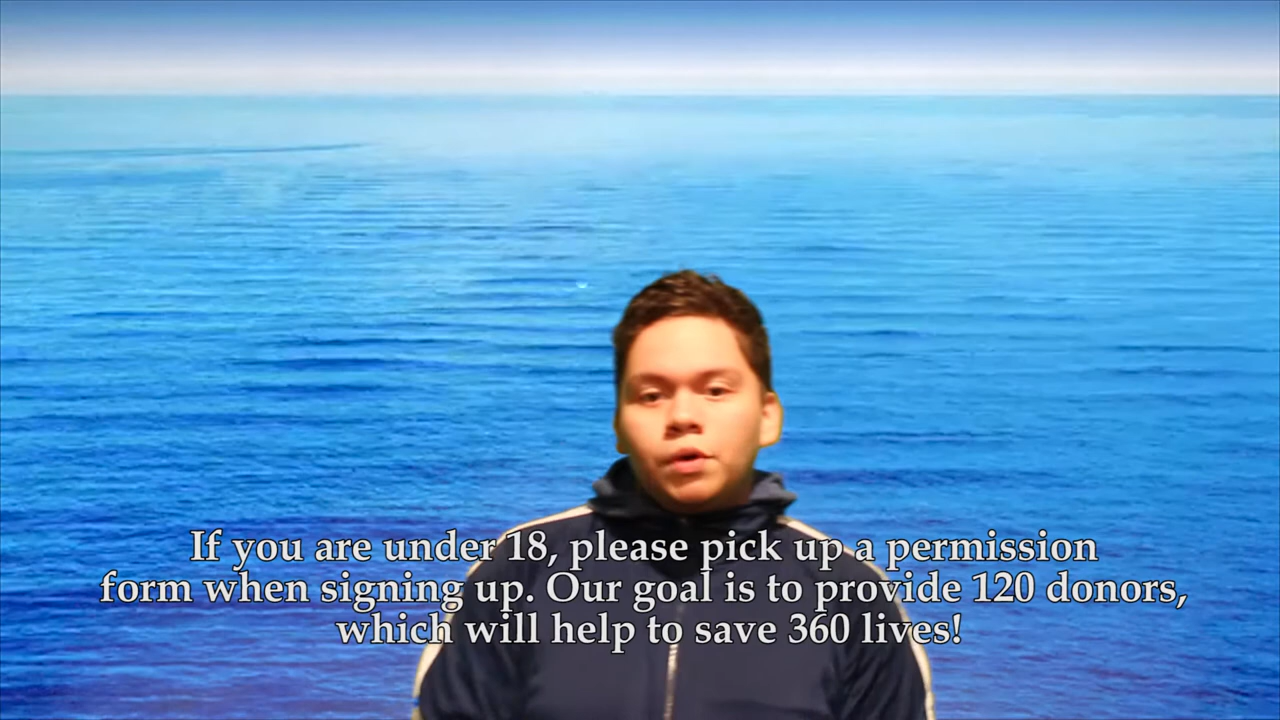 If you are under 18, please pick up a permission
form when signing up. Our goal is to provide 120 donors,
which will help to save 360 lives!